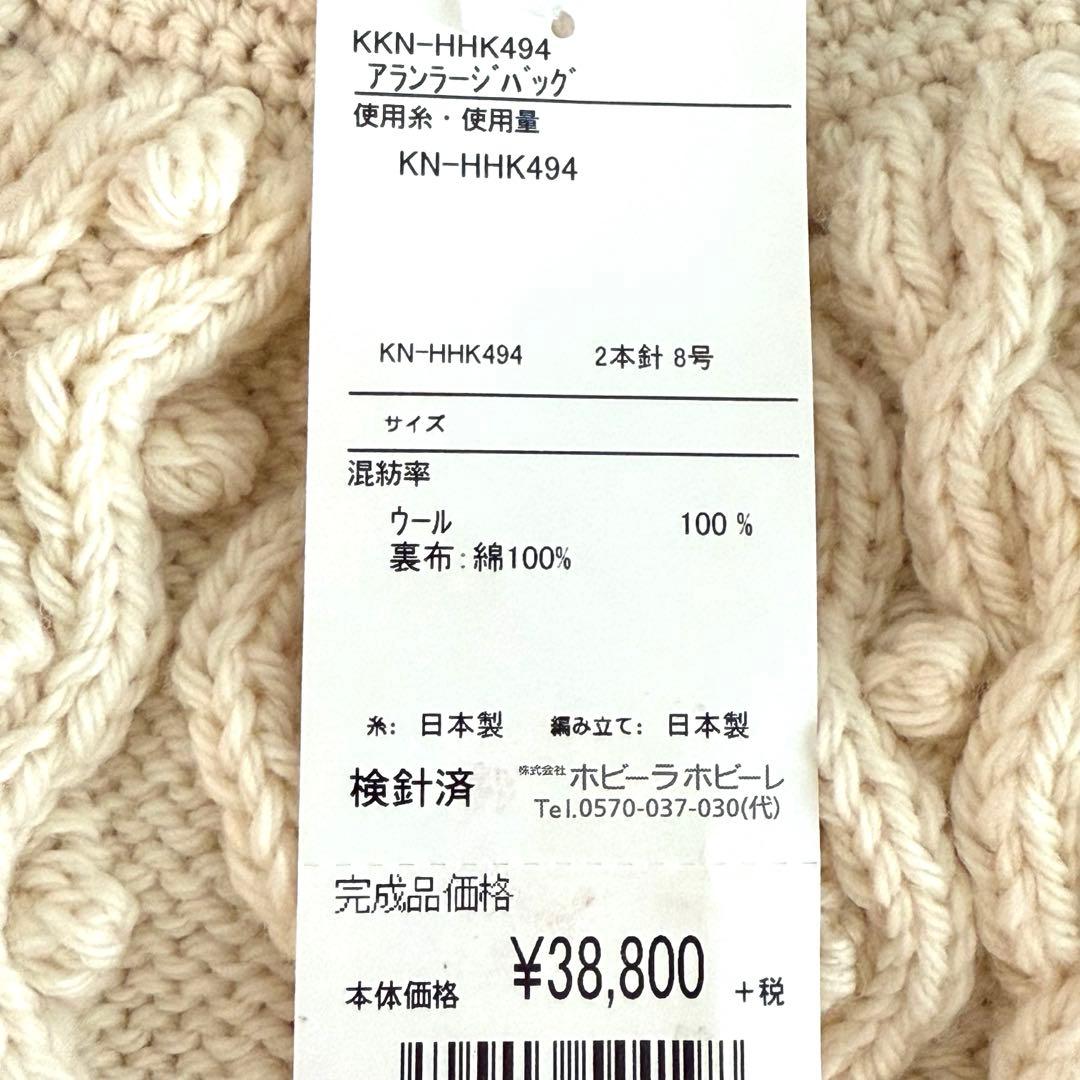 KKN-HHK494
アランラージバッグ
使用糸・使用量
KN-HHK494
KN-HHK494 2本針 8号
サイズ
混紡率
ウール 100 %
裏布:綿100%
糸: 日本製 編み立て: 日本製
検針済 株式会社ホビーラホビーレ
Tel.0570-037-030(代)
完成品価格
本体価格 ¥38,800 +税